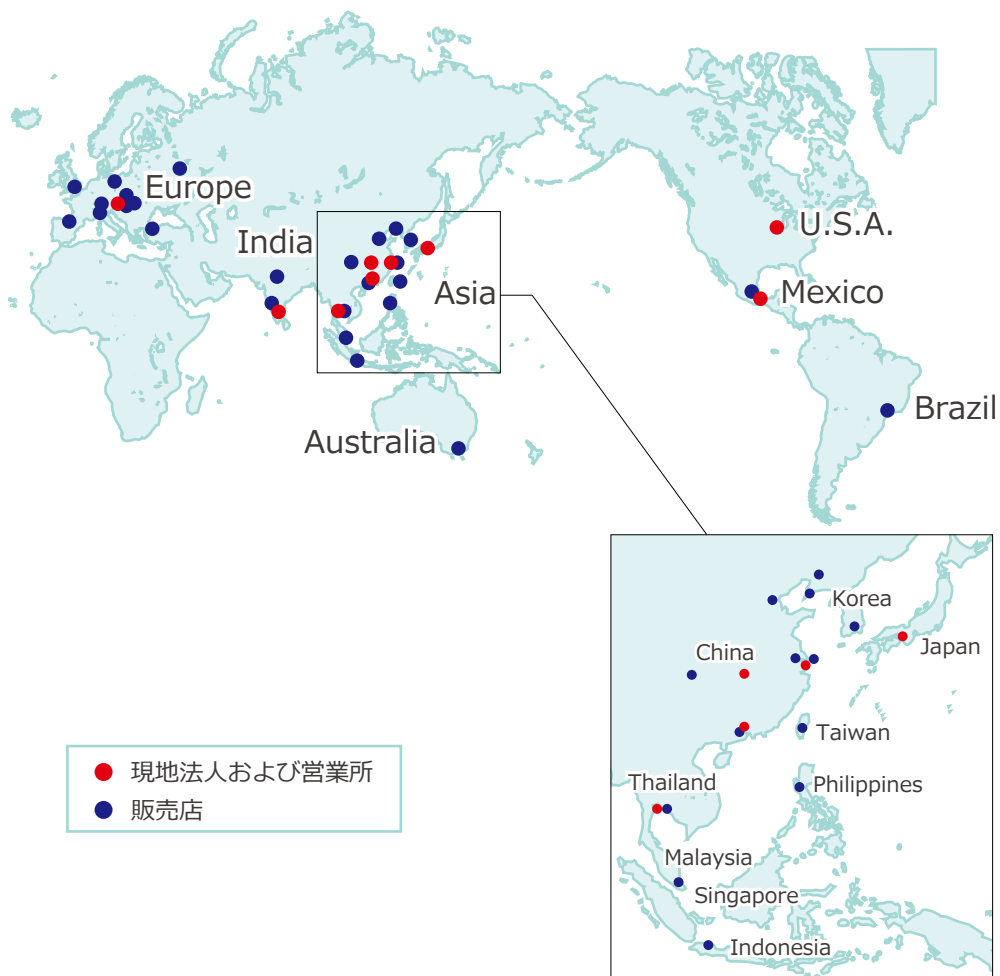 Europe
India
Asia
U.S.A.
Mexico
Brazil
Australia
Korea
Japan
China
Taiwan
Thailand
Philippines
Malaysia
Singapore
Indonesia
現地法人および営業所
販売店